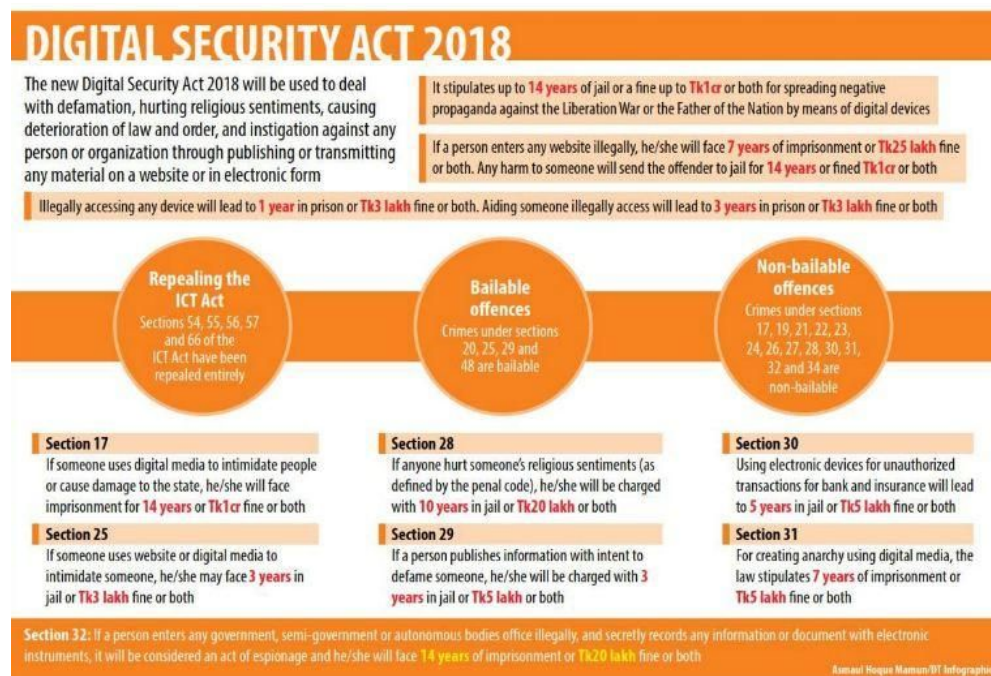 DIGITAL SECURITY ACT 2018
The new Digital Security Act 2018 will be used to deal
with defamation, hurting religious sentiments, causing
deterioration of law and order, and instigation against any
person or organization through publishing or transmitting
any material on a website or in electronic form
It stipulates up to 14 years of jail or a fine up to Tk1cr or both for spreading negative
propaganda against the Liberation War or the Father of the Nation by means of digital devices
If a person enters any website illegally, he/she will face 7 years of imprisonment or Tk25 lakh fine
or both. Any harm to someone will send the offender to jail for 14 years or fined Tk1cr or both
Illegally accessing any device will lead to 1 year in prison or Tk3 lakh fine or both. Aiding someone illegally access will lead to 3 years in prison or Tk3 lakh fine or both
Repealing the
ICT Act
Sections 54, 55, 56, 57
and 66 of the
ICT Act have been
repealed entirely
Bailable
offences
Crimes under sections
20, 25, 29 and
48 are bailable
Non-bailable
offences
Crimes under sections
17, 19, 21, 22, 23,
24, 26, 27, 28, 30, 31,
32 and 34 are
non-bailable
Section 17
If someone uses digital media to intimidate people
or cause damage to the state, he/she will face
imprisonment for 14 years or Tk1cr fine or both
Section 25
If someone uses website or digital media to
intimidate someone, he/she may face 3 years in
jail or Tk3 lakh fine or both
Section 28
If anyone hurt someone's religious sentiments (as
defined by the penal code), he/she will be charged
with 10 years in jail or Tk20 lakh or both
Section 29
If a person publishes information with intent to
defame someone, he/she will be charged with 3
years in jail or Tk5 lakh or both
Section 30
Using electronic devices for unauthorized
transactions for bank and insurance will lead
to 5 years in jail or Tk5 lakh fine or both
Section 31
For creating anarchy using digital media, the
law stipulates 7 years of imprisonment or
Tk5 lakh fine or both
Section 32: If a person enters any government, semi-government or autonomous bodies office illegally, and secretly records any information or document with electronic
instruments, it will be considered an act of espionage and he/she will face 14 years of imprisonment or Tk20 lakh fine or both
Asmaul Hoque Mamun/DT Infographic